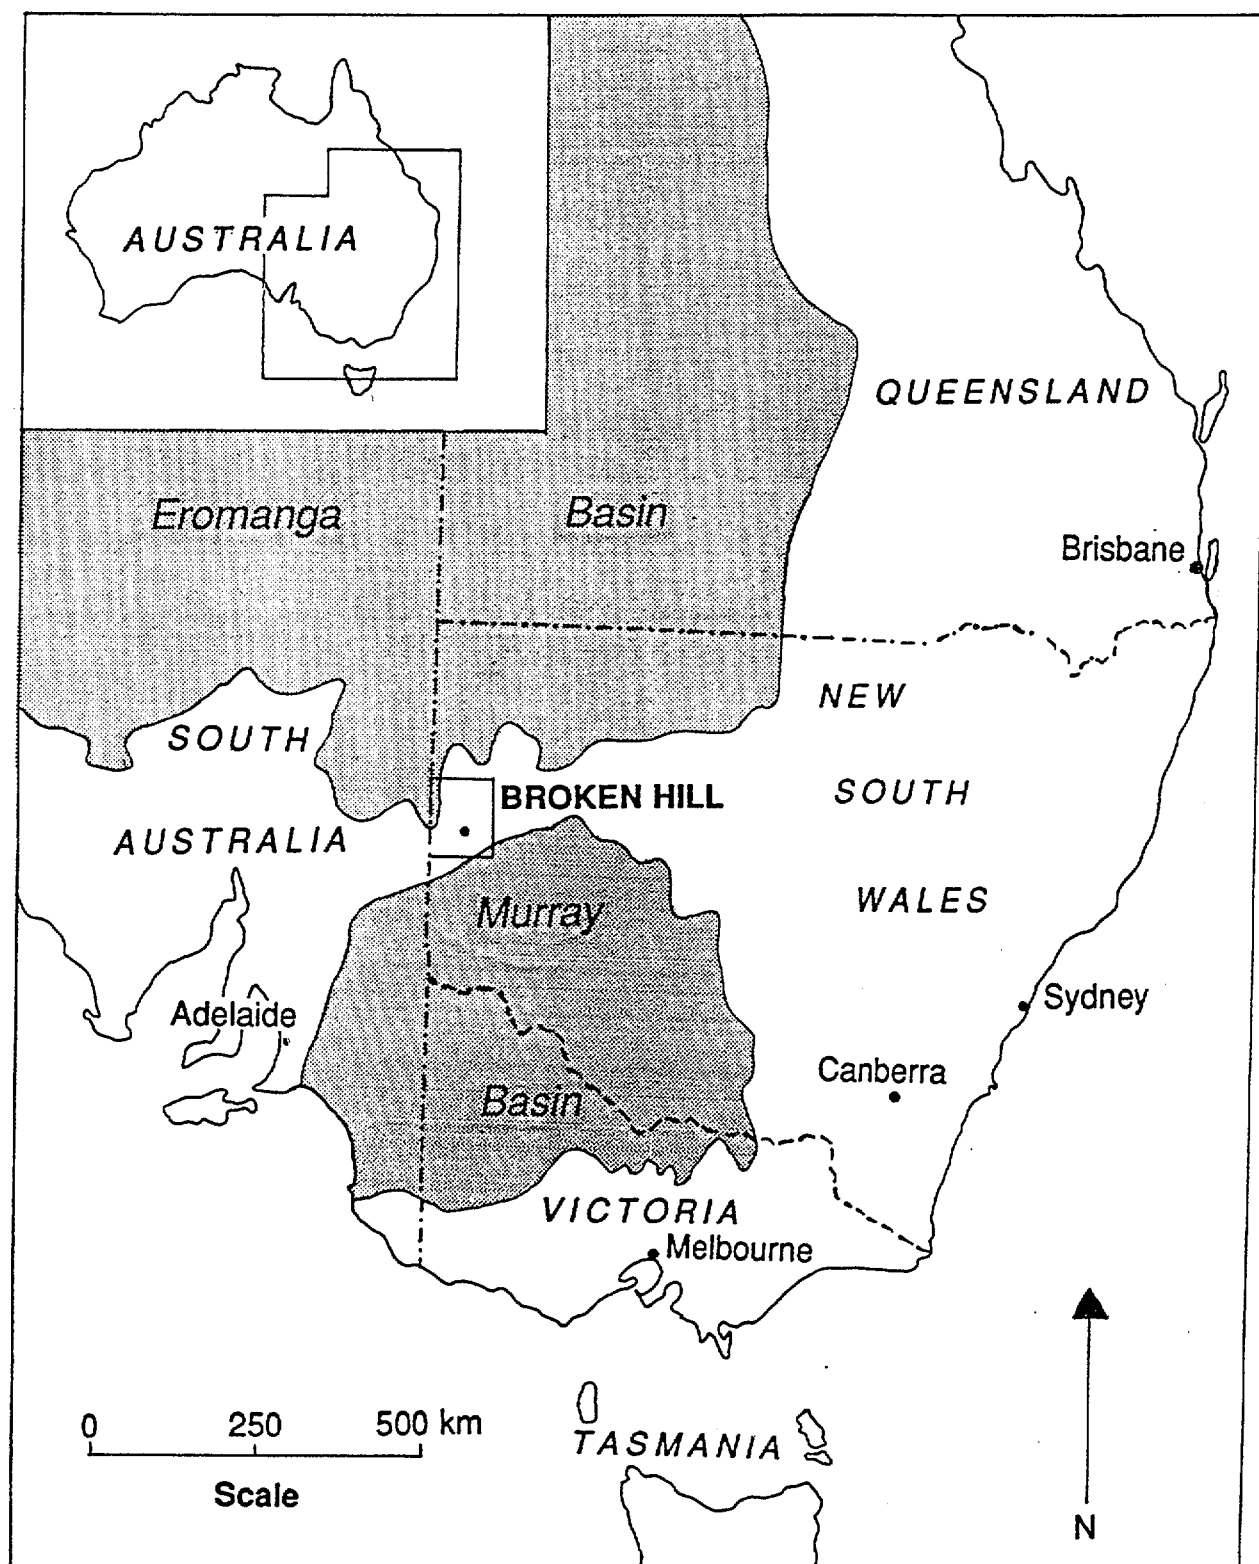 AUSTRALIA
QUEENSLAND
Eromanga Basin
Brisbane
NEW
SOUTH
BROKEN HILL
SOUTH
AUSTRALIA
WALES
Murray
Sydney
Adelaide
Canberra
Basin
VICTORIA
Melbourne
0 250 500 km
TASMANIA
Scale
N